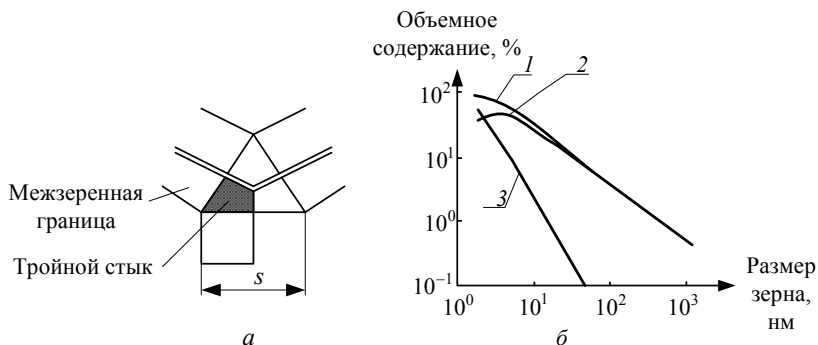 Межзеренная
граница
Тройной стык
s
а
Объемное
содержание, %
1
2
3
10²
10¹
10⁰
10⁻¹
10⁰
10¹
10²
10³
Размер
зерна,
нм
б